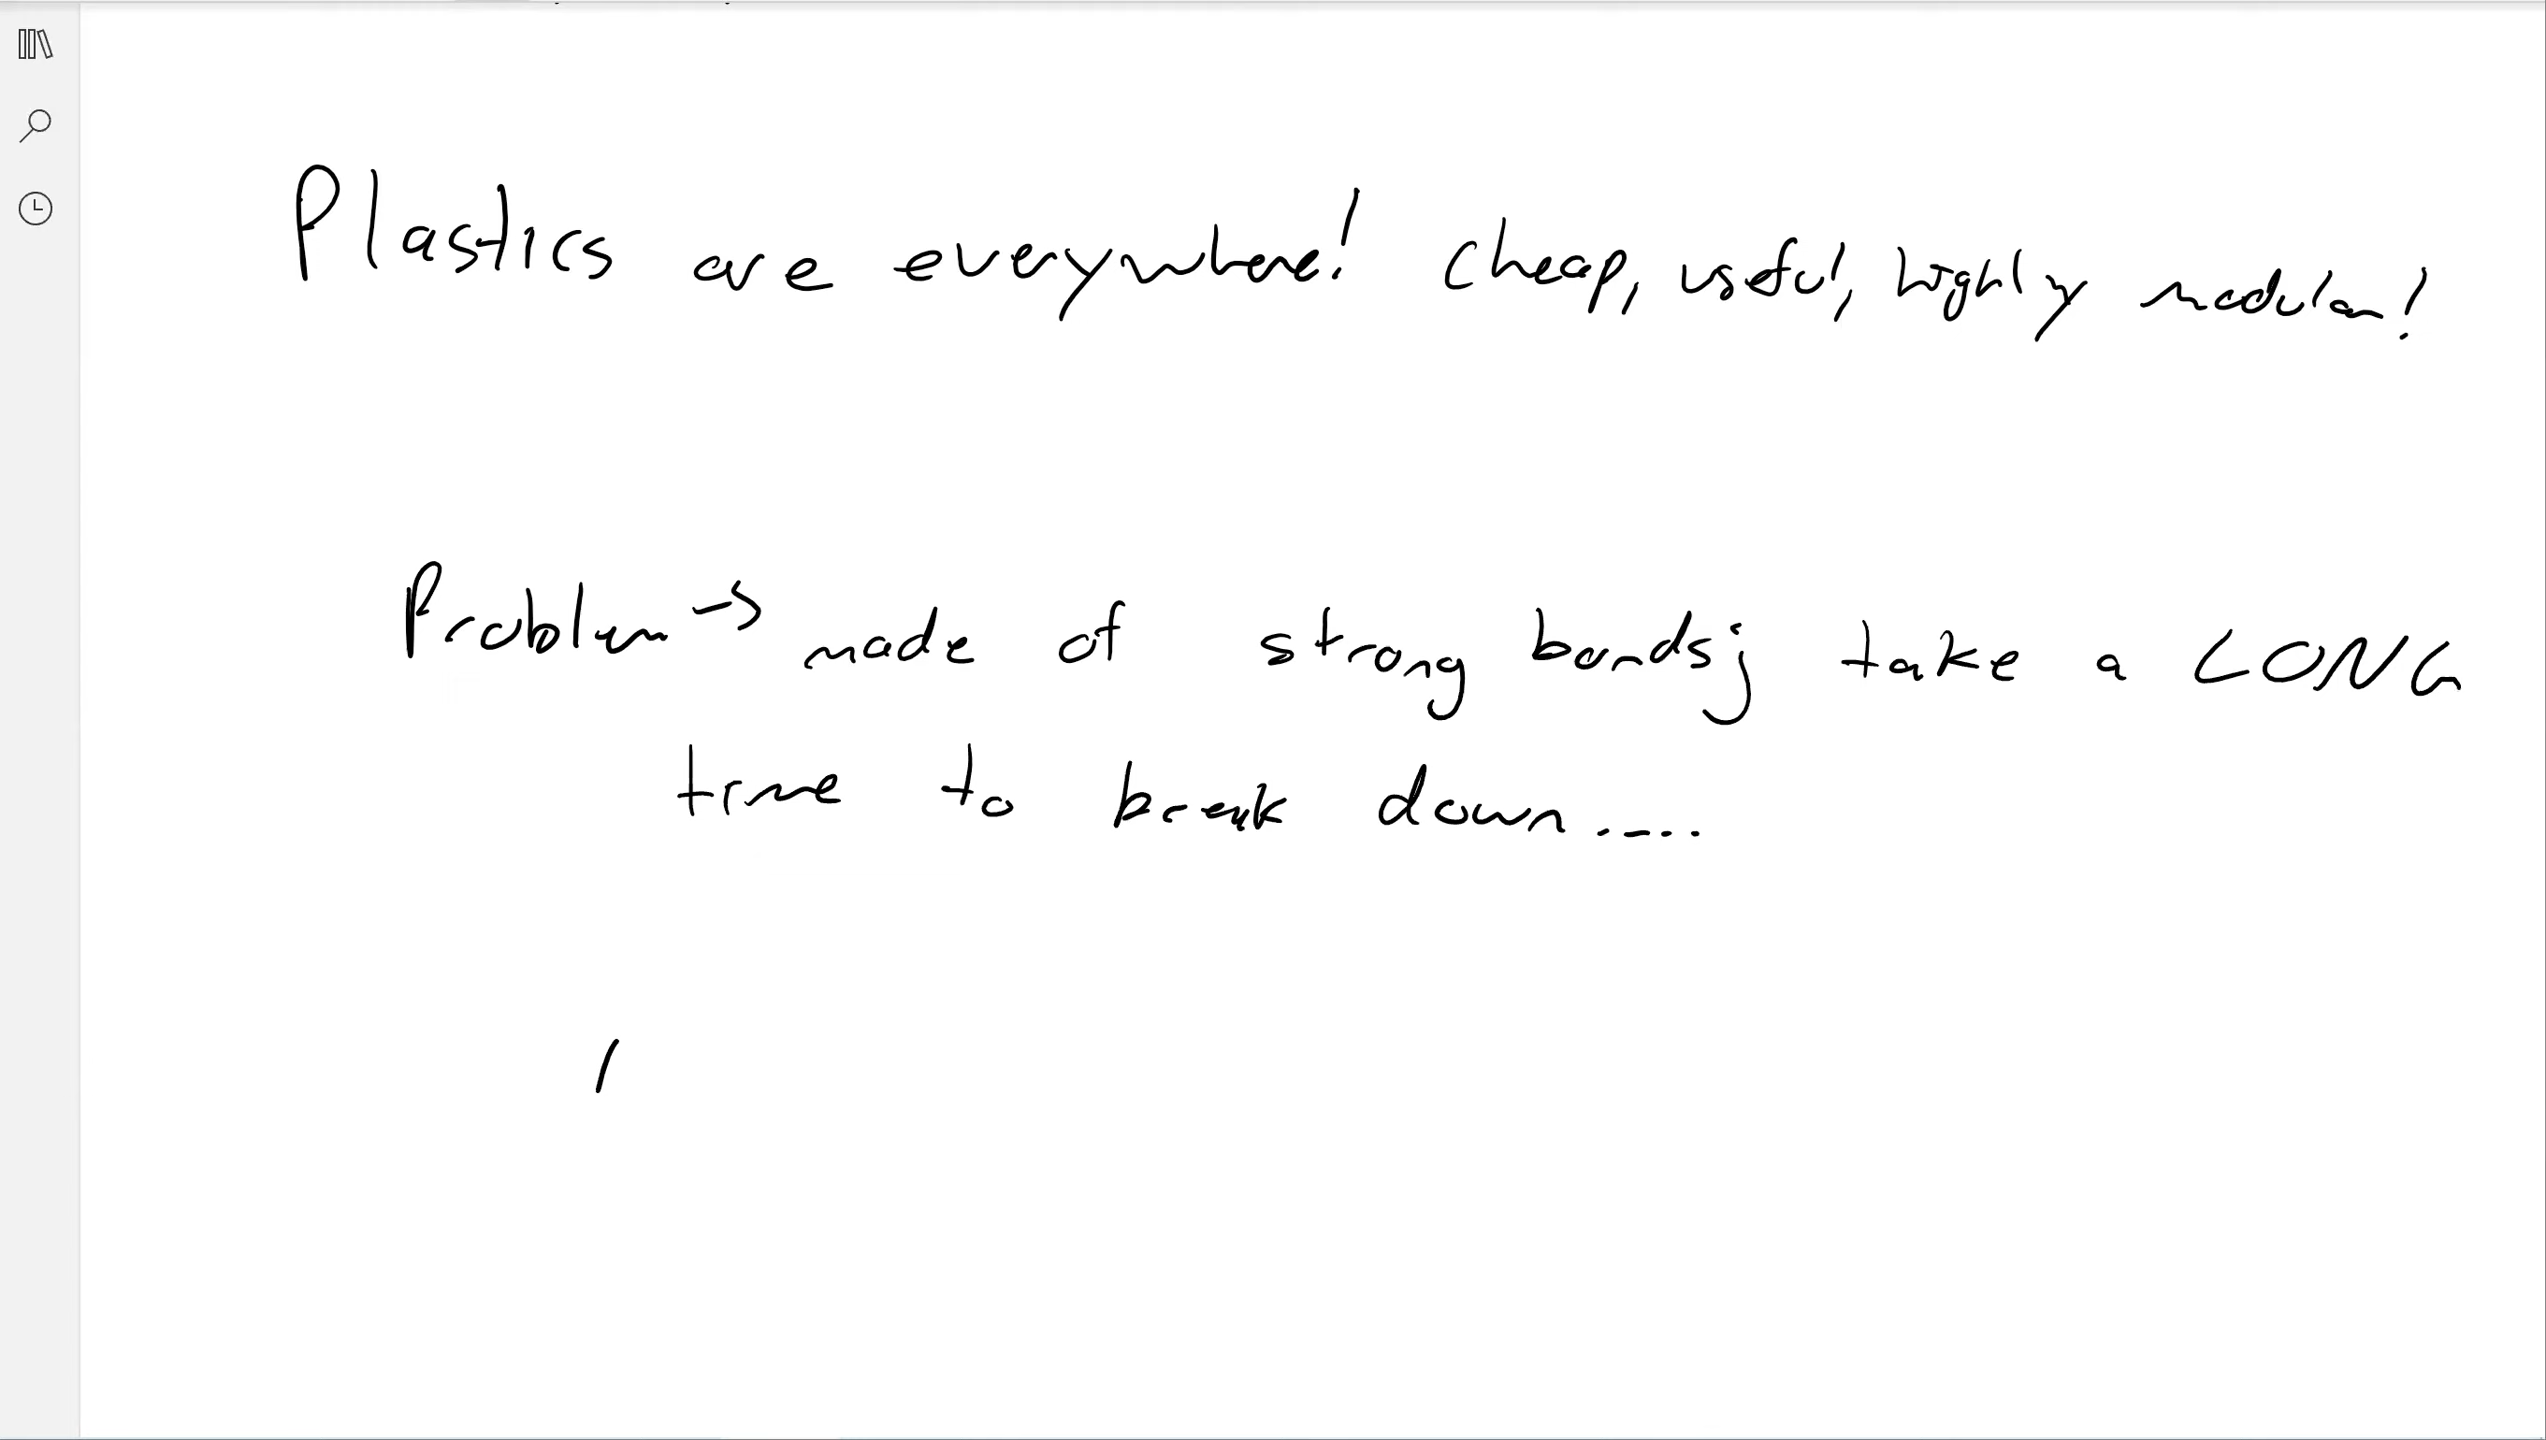 Plastics are everywhere! Cheap, useful, highly modular!
Problem → made of strong bonds; take a LONG
time to break down.....